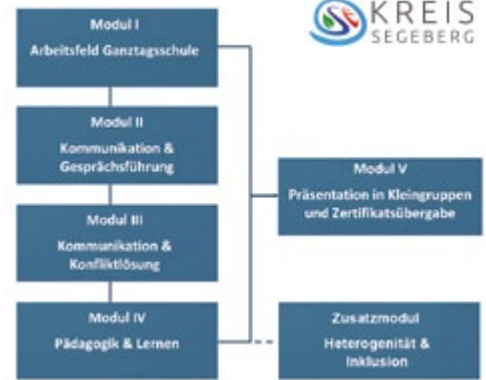 KREIS
SEGEBERG
Modul I
Arbeitsfeld Ganztagsschule
Modul II
Kommunikation &
Gesprächsführung
Modul III
Kommunikation &
Konfliktlösung
Modul IV
Pädagogik & Lernen
Modul V
Präsentation in Kleingruppen
und Zertifikatsübergabe
Zusatzmodul
Heterogenität &
Inklusion